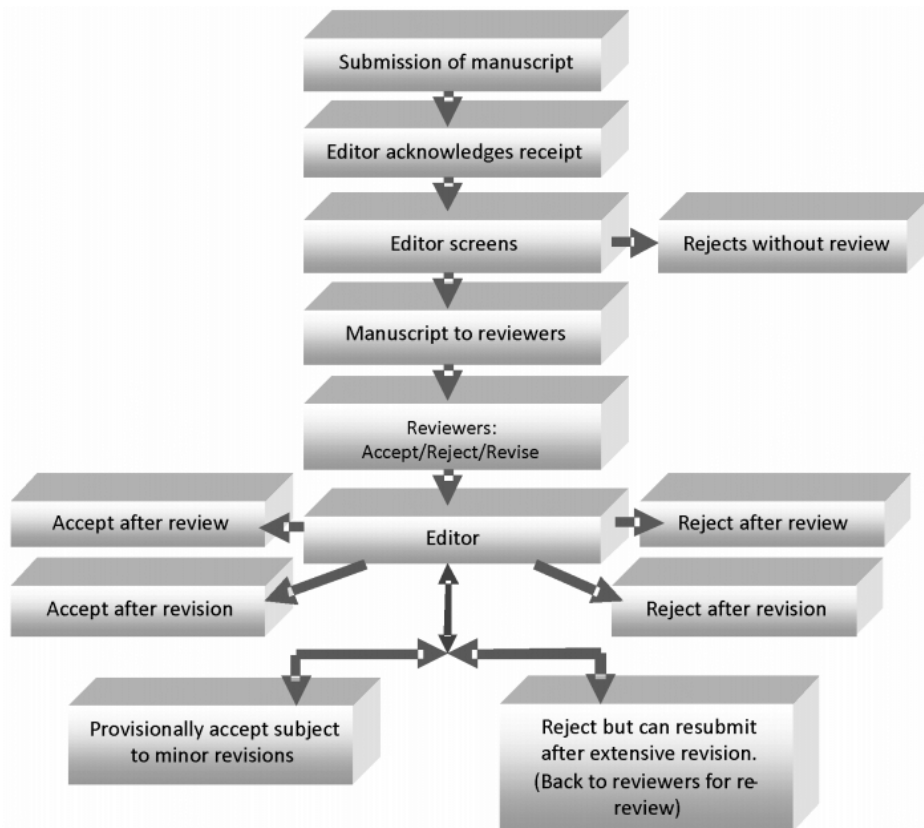 Submission of manuscript
Editor acknowledges receipt
Editor screens
Rejects without review
Manuscript to reviewers
Reviewers:
Accept/Reject/Revise
Accept after review
Editor
Reject after review
Accept after revision
Reject after revision
Provisionally accept subject
to minor revisions
Reject but can resubmit
after extensive revision.
(Back to reviewers for re-
review)